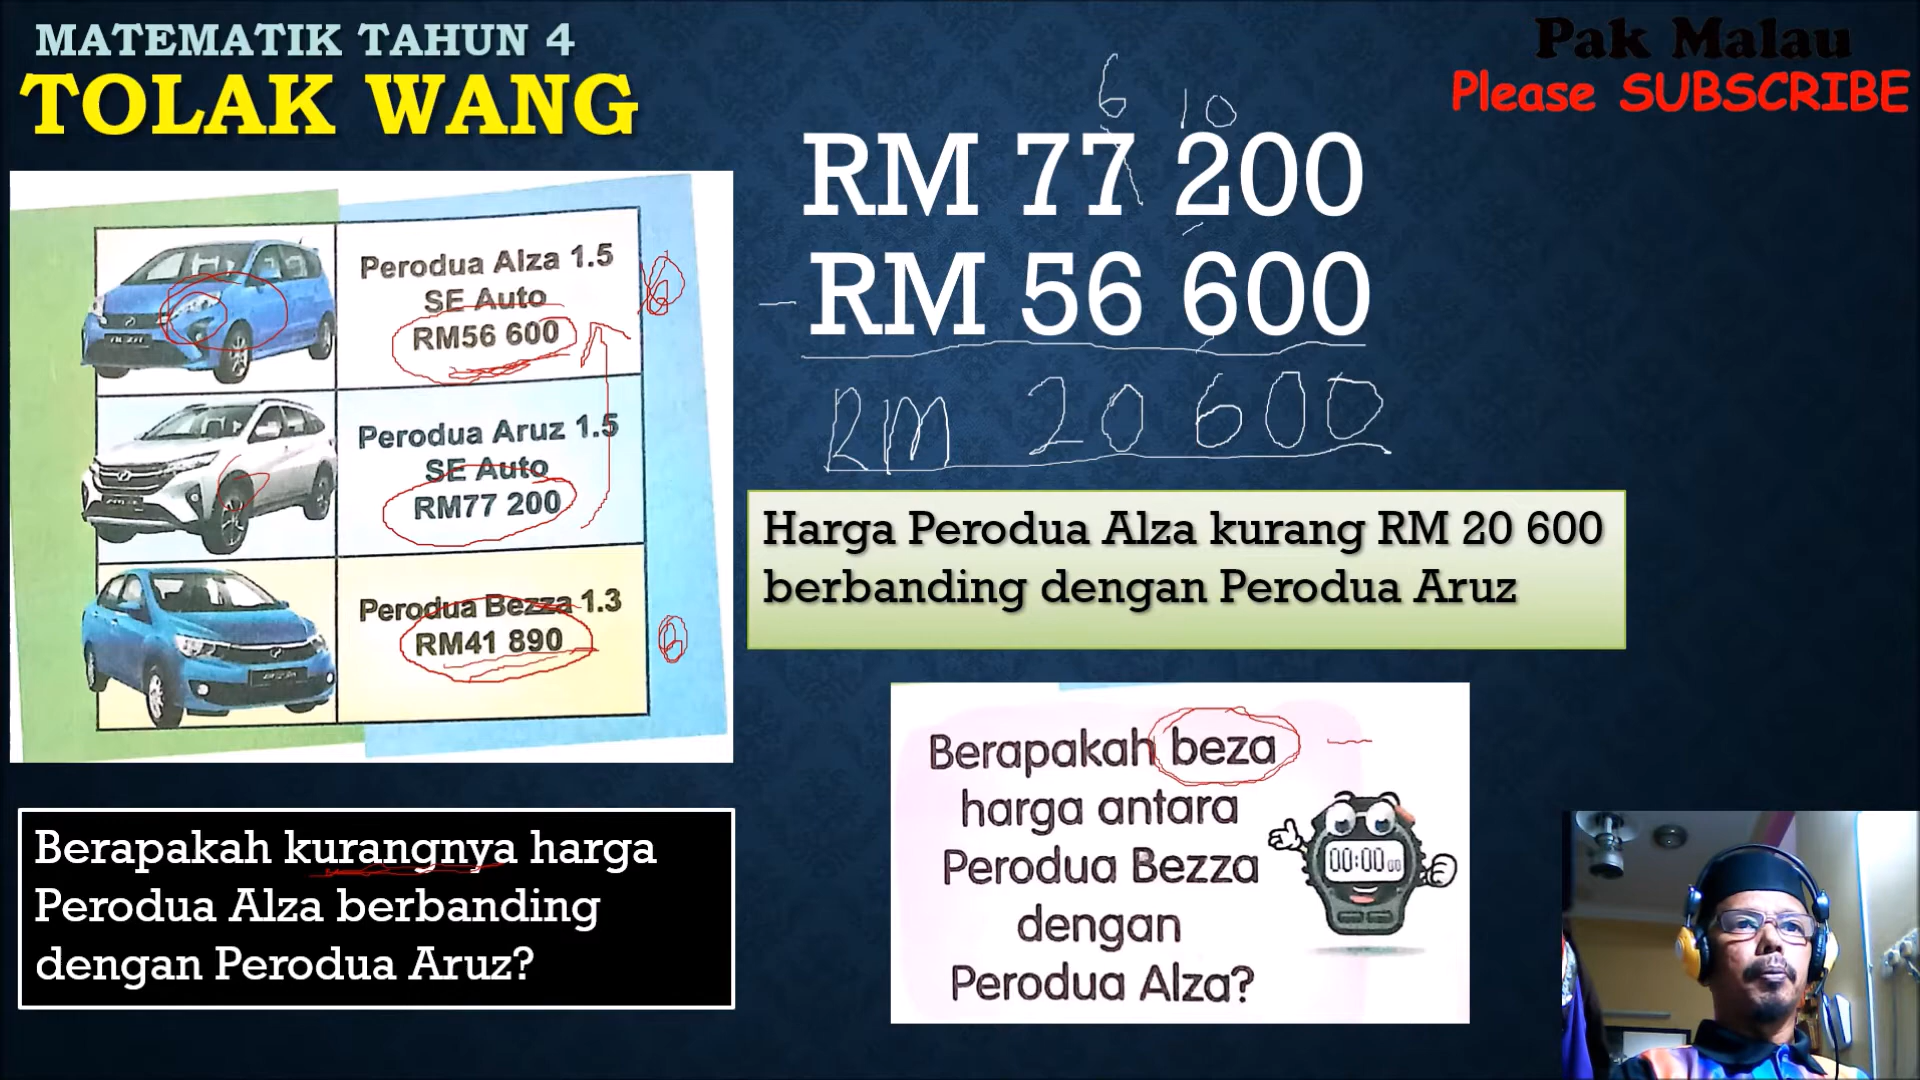 MATEMATIK TAHUN 4
TOLAK WANG
Pak Malau
Please SUBSCRIBE
6 10
RM 77 200
- RM 56 600
RM 20 600
Perodua Alza 1.5
SE Auto
RM56 600
Perodua Aruz 1.5
SE Auto
RM77 200
Perodua Bezza 1.3
RM41 890
Harga Perodua Alza kurang RM 20 600
berbanding dengan Perodua Aruz
Berapakah kurangnya harga
Perodua Alza berbanding
dengan Perodua Aruz?
Berapakah beza
harga antara
Perodua Bezza
dengan
Perodua Alza?
00:00